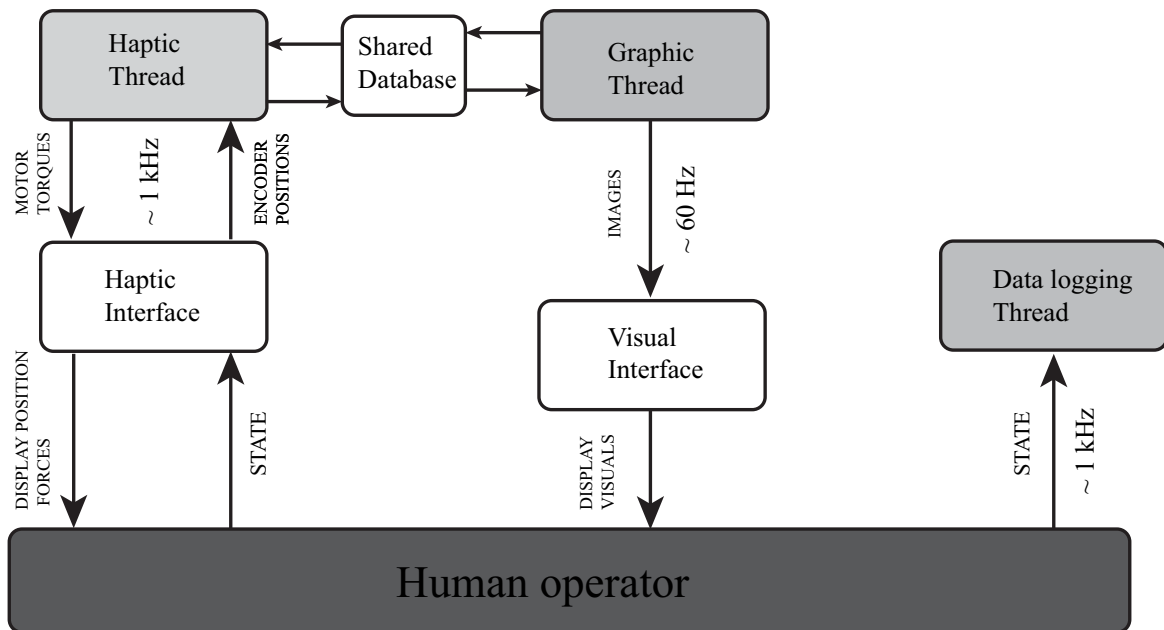 Haptic
Thread
Shared
Database
Graphic
Thread
MOTOR
TORQUES
~ 1 kHz
ENCODER
POSITIONS
IMAGES
~ 60 Hz
Haptic
Interface
Visual
Interface
Data logging
Thread
DISPLAY POSITION
FORCES
STATE
DISPLAY
VISUALS
STATE
~ 1 kHz
Human operator